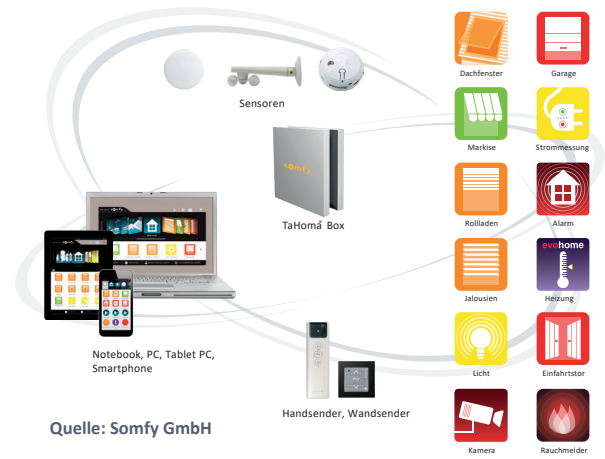 Sensoren
somfy
TaHoma Box
somfy
Notebook, PC, Tablet PC,
Smartphone
Handsender, Wandsender
Quelle: Somfy GmbH
Dachfenster
Garage
Markise
Strommessung
Rollladen
Alarm
evohome
Jalousien
Heizung
Licht
Einfahrtstor
Kamera
Rauchmelder